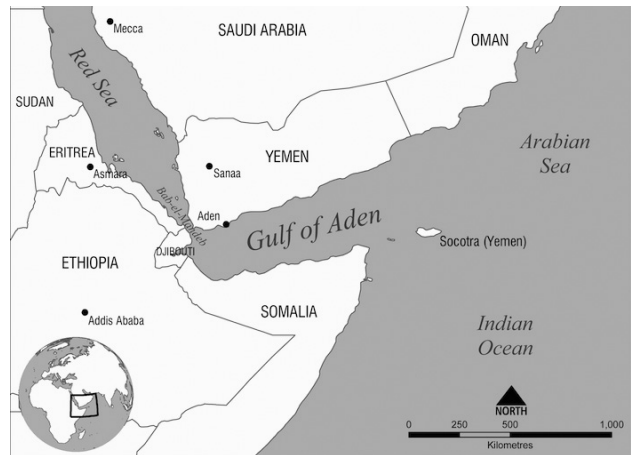 Mecca
SAUDI ARABIA
OMAN
Red Sea
SUDAN
ERITREA
Asmara
Sanaa
YEMEN
Arabian
Sea
Bab-el-Mandeb
Aden
Gulf of Aden
DJIBOUTI
Socotra (Yemen)
ETHIOPIA
SOMALIA
Addis Ababa
Indian
Ocean
NORTH
0 250 500 1,000
Kilometres